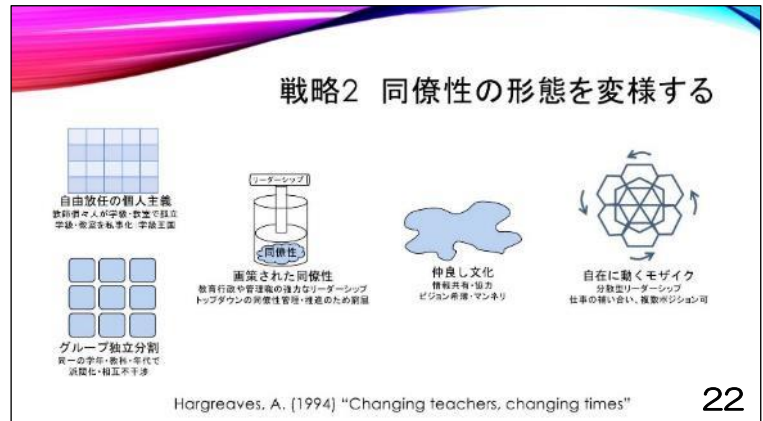 戦略2 同僚性の形態を変様する
自由放任の個人主義
教師個々人が学級・教室で独立
学級・教室を私事化 学級王国
グループ独立分割
同一の学年・教科・年代で
派閥化・相互不干渉
リーダーシップ
同僚性
画策された同僚性
教育行政や管理職の強力なリーダーシップ
トップダウンの同僚性管理・推進のため窮屈
仲良し文化
情報共有・協力
ビジョン希薄・マンネリ
自在に動くモザイク
分散型リーダーシップ
仕事の補い合い、複数ポジション可
Hargreaves, A. (1994) “Changing teachers, changing times”
22